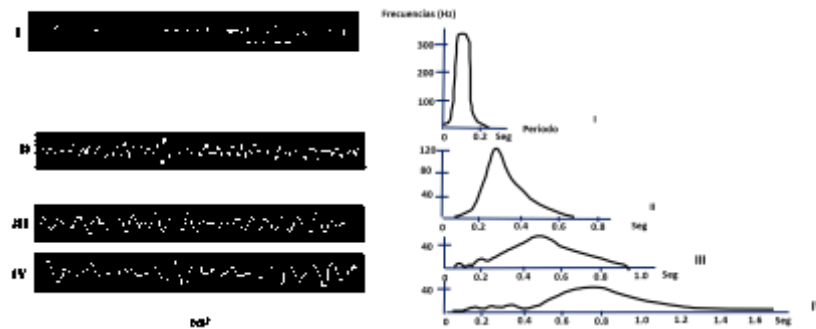 Frecuencias (Hz)
I
300
200
100
0 0.2 Seg
Periodo
I
II
120
80
40
0 0.2 0.4 0.6 0.8
Seg
II
III
40
0 0.2 0.4 0.6 0.8 1.0 Seg
III
IV
40
0 0.2 0.4 0.6 0.8 1.2 1.4 1.6 Seg